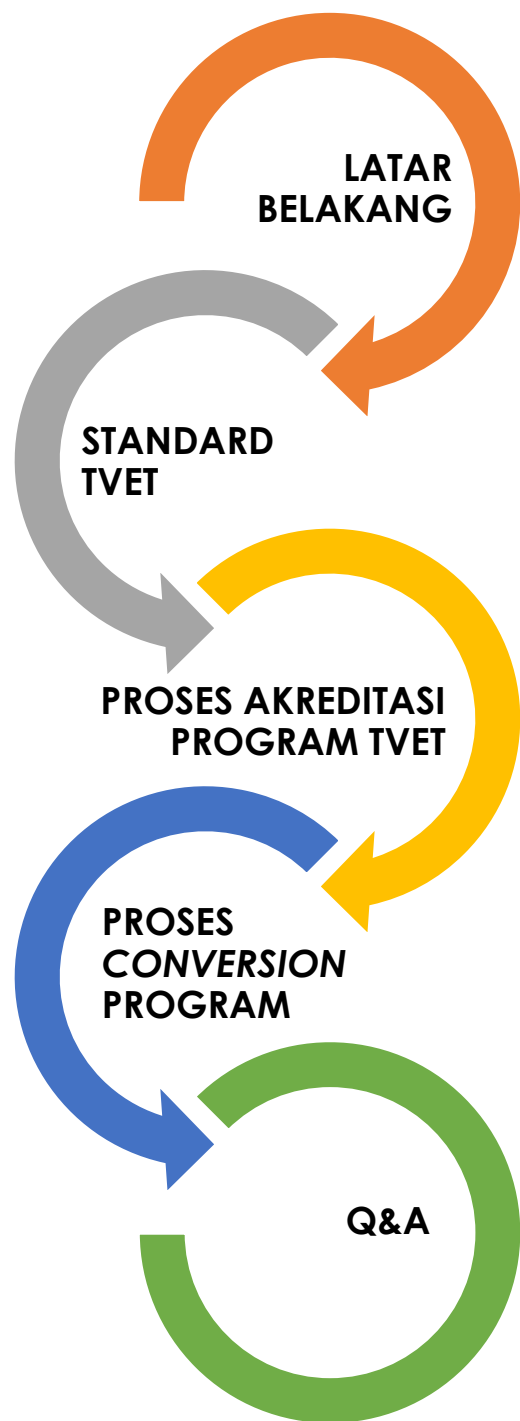 LATAR
BELAKANG
STANDARD
TVET
PROSES AKREDITASI
PROGRAM TVET
PROSES
CONVERSION
PROGRAM
Q&A